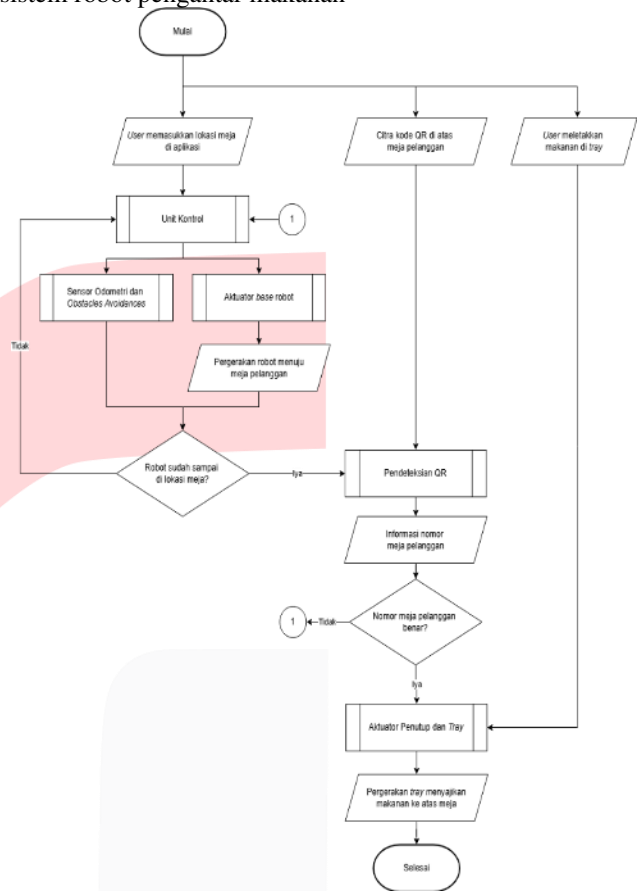 sistem robot pengantar makanan
Mulai
User memasukkan lokasi meja
di aplikasi
Citra kode QR di atas
meja pelanggan
User meletakkan
makanan di tray
Unit Kontrol
1
Sensor Odometri dan
Obstacles Avoidances
Aktuator base robot
Tidak
Pergerakan robot menuju
meja pelanggan
Robot sudah sampai
di lokasi meja?
Iya
Pendeteksian QR
Informasi nomor
meja pelanggan
1
Tidak
Nomor meja pelanggan
benar?
Iya
Aktuator Penutup dan Tray
Pergerakan tray menyajikan
makanan ke atas meja
Selesai